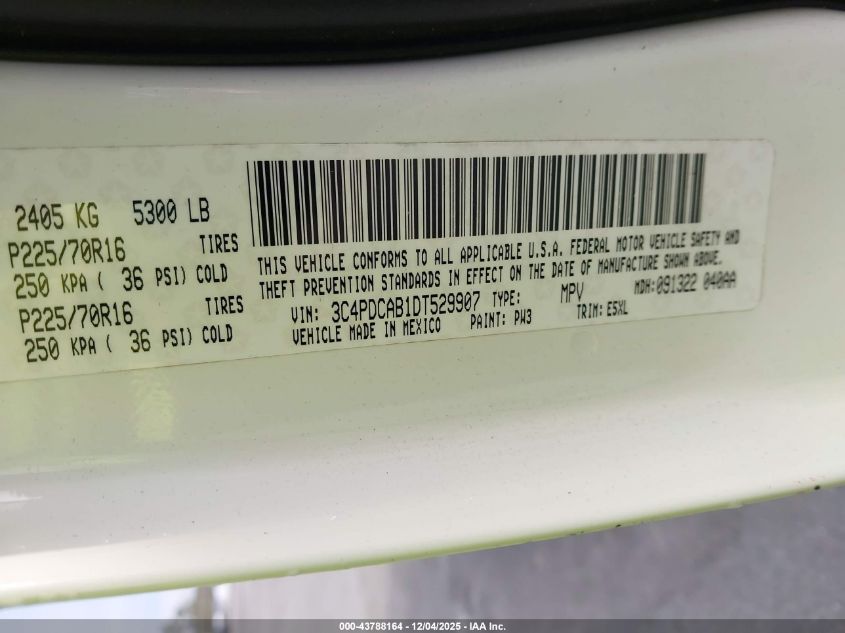 2405 KG 5300 LB
P225/70R16 TIRES
250 KPA ( 36 PSI) COLD
P225/70R16 TIRES
250 KPA ( 36 PSI) COLD
THIS VEHICLE CONFORMS TO ALL APPLICABLE U.S.A. FEDERAL MOTOR VEHICLE SAFETY AND
THEFT PREVENTION STANDARDS IN EFFECT ON THE DATE OF MANUFACTURE SHOWN ABOVE.
VIN: 3C4PDCAB1DT529907 TYPE: MPV MDH:091322 040AA
VEHICLE MADE IN MEXICO PAINT: PW3 TRIM: E5XL
000-43788164 - 12/04/2025 - IAA Inc.